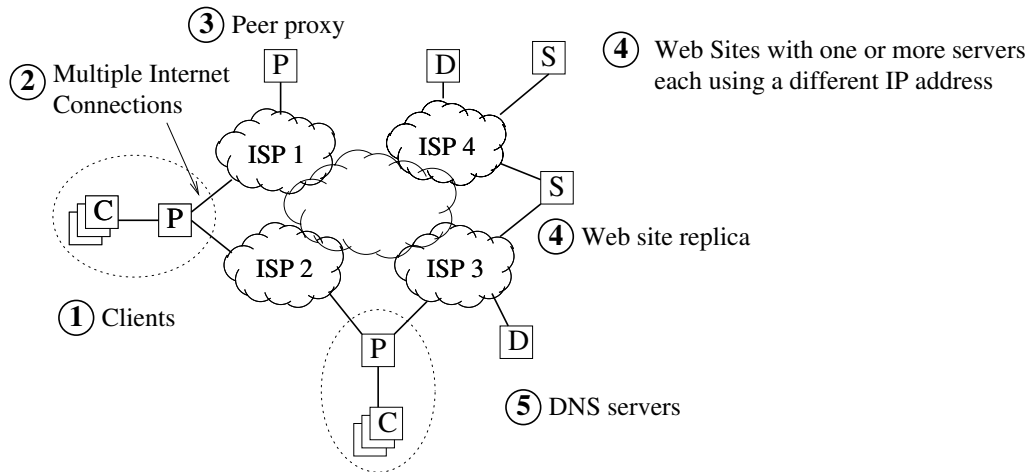 3 Peer proxy
4 Web Sites with one or more servers
each using a different IP address
2 Multiple Internet
Connections
P
D
S
ISP 1
ISP 4
C
P
S
4 Web site replica
ISP 2
ISP 3
1 Clients
P
D
5 DNS servers
C